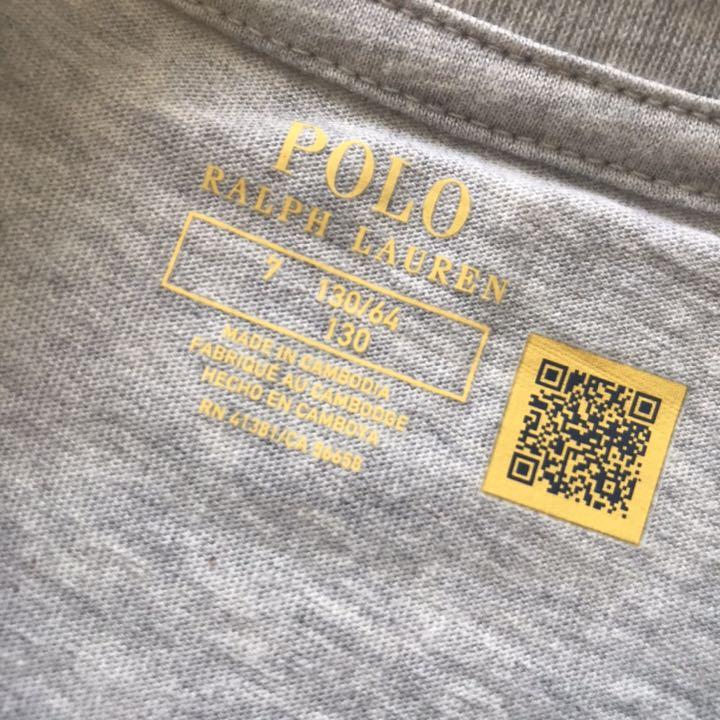 POLO
RALPH LAUREN
7 130/64
130
MADE IN CAMBODIA
FABRIQUÉ AU CAMBODGE
HECHO EN CAMBOYA
RN 41381/CA 56658